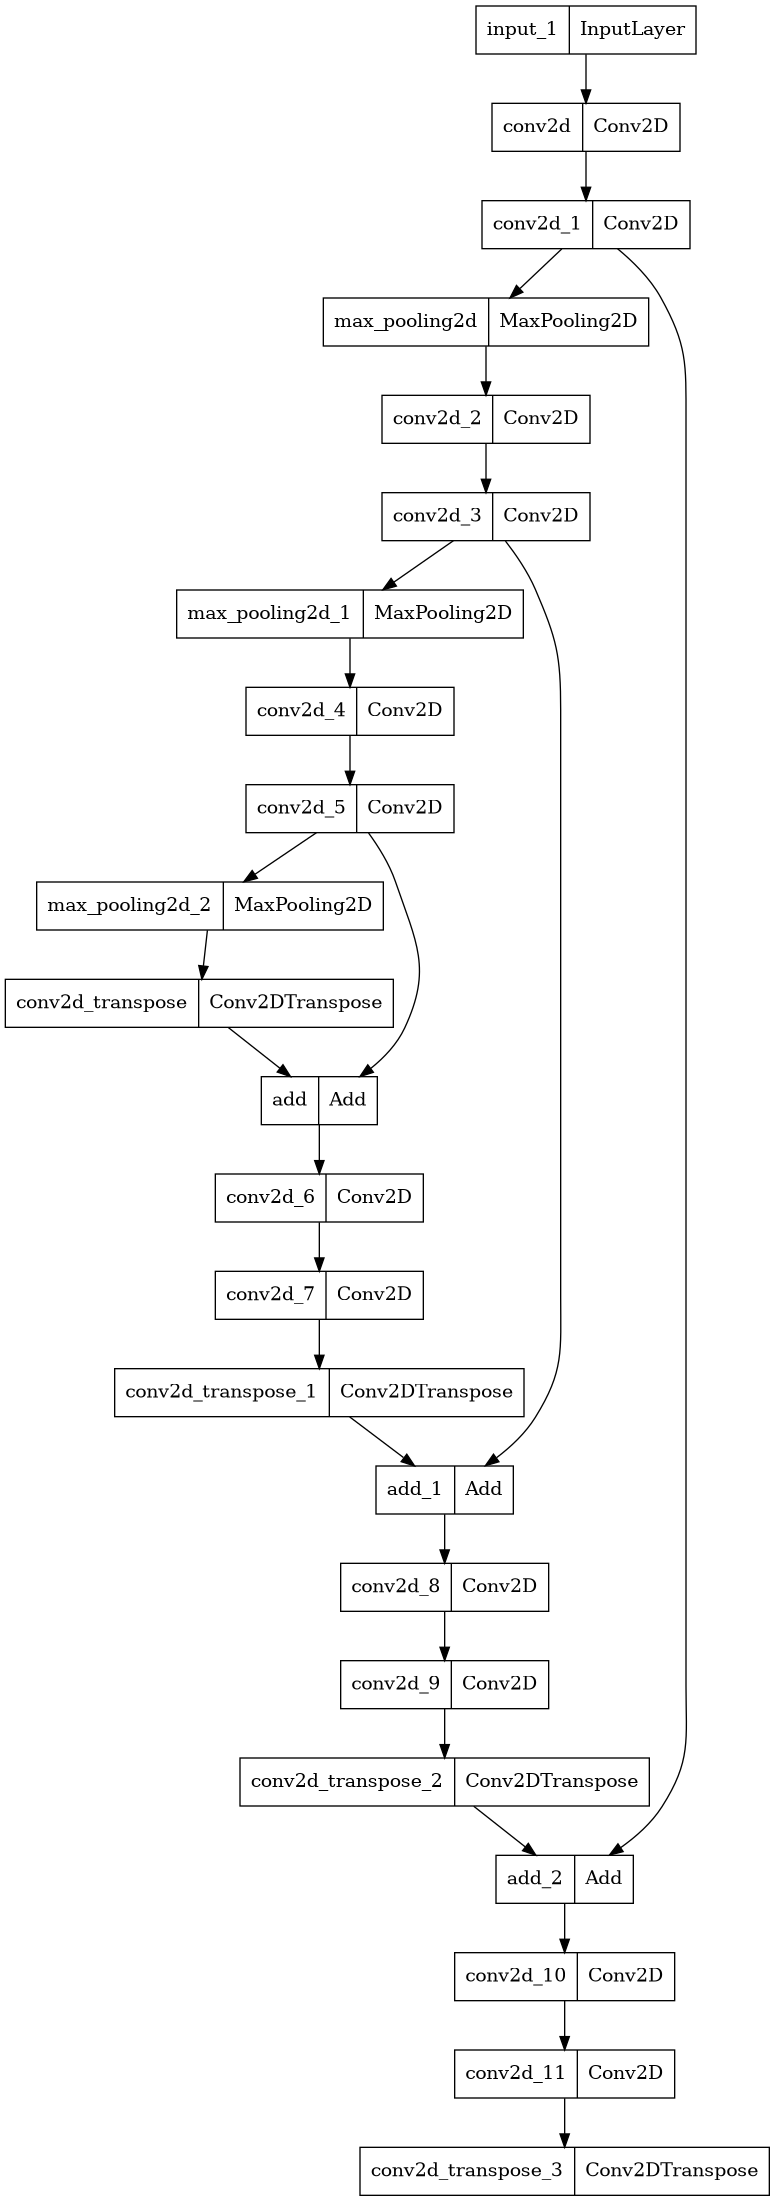 input_1 InputLayer
conv2d Conv2D
conv2d_1 Conv2D
max_pooling2d MaxPooling2D
conv2d_2 Conv2D
conv2d_3 Conv2D
max_pooling2d_1 MaxPooling2D
conv2d_4 Conv2D
conv2d_5 Conv2D
max_pooling2d_2 MaxPooling2D
conv2d_transpose Conv2DTranspose
add Add
conv2d_6 Conv2D
conv2d_7 Conv2D
conv2d_transpose_1 Conv2DTranspose
add_1 Add
conv2d_8 Conv2D
conv2d_9 Conv2D
conv2d_transpose_2 Conv2DTranspose
add_2 Add
conv2d_10 Conv2D
conv2d_11 Conv2D
conv2d_transpose_3 Conv2DTranspose